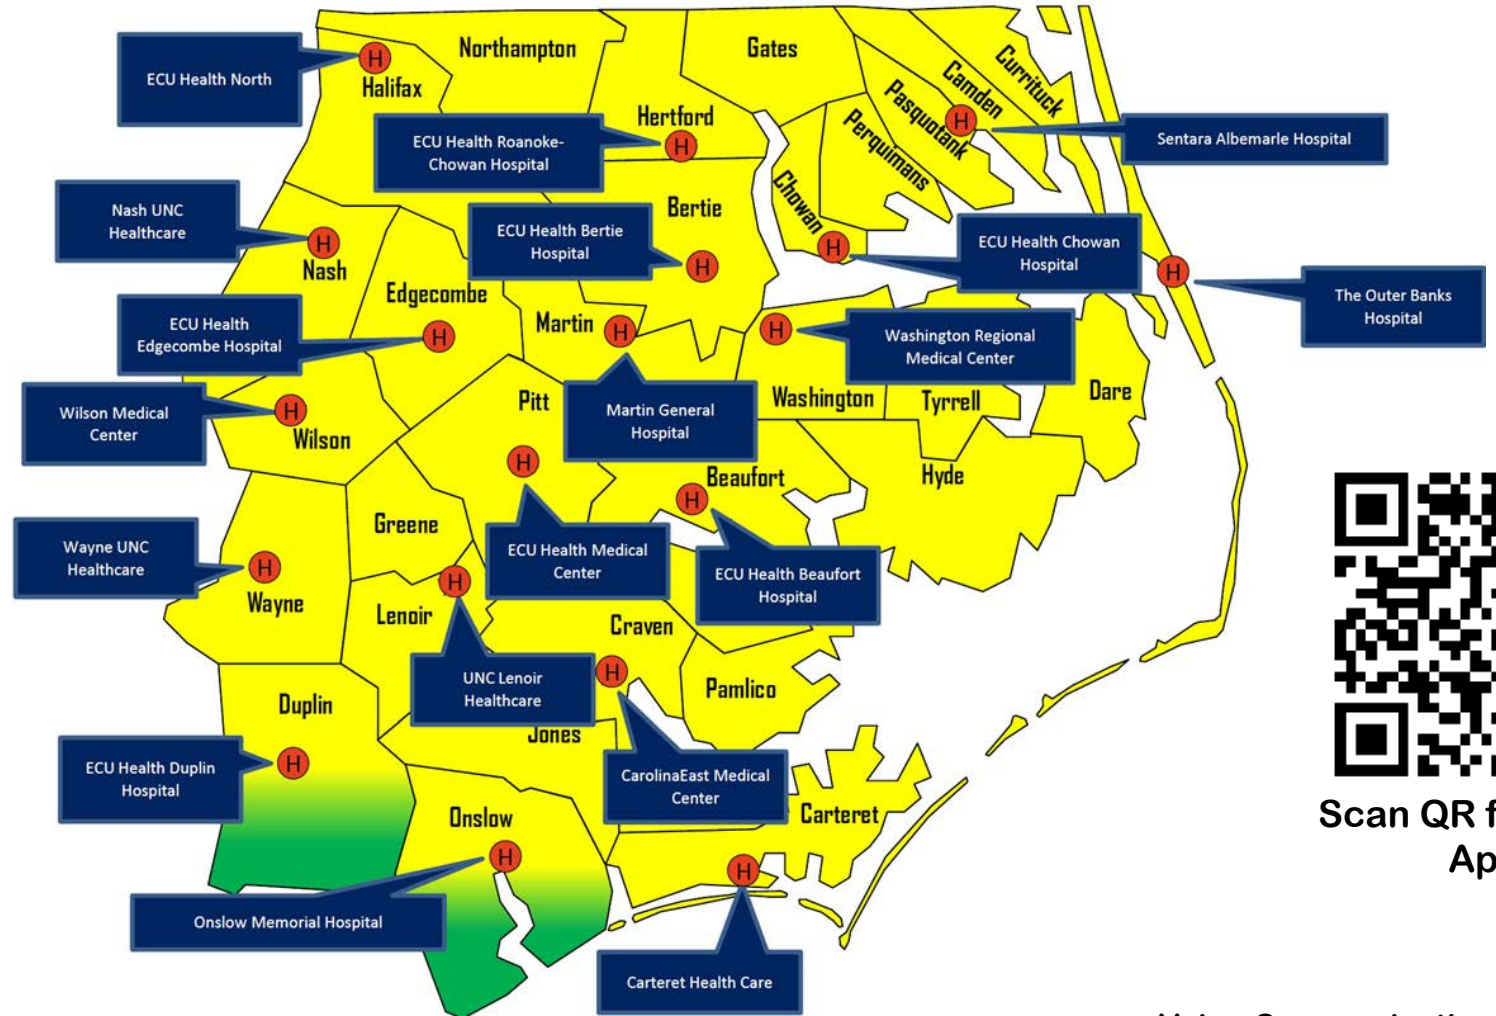 Northampton
Gates
Currituck
Camden
ECU Health North
H
Halifax
Pasquotank
Hertford
H
Perquimans
ECU Health Roanoke-
Chowan Hospital
H
Sentara Albemarle Hospital
Chowan
Bertie
Nash UNC
Healthcare
H
Nash
ECU Health Bertie
Hospital
H
H
ECU Health Chowan
Hospital
H
The Outer Banks
Hospital
Edgecombe
ECU Health
Edgecombe Hospital
H
Martin
H
H
Washington Regional
Medical Center
Wilson Medical
Center
H
Wilson
Pitt
Martin General
Hospital
Washington
Tyrrell
Dare
H
Beaufort
H
Hyde
Greene
Wayne UNC
Healthcare
H
Wayne
ECU Health Medical
Center
ECU Health Beaufort
Hospital
H
Lenoir
Craven
UNC Lenoir
Healthcare
H
Pamlico
Duplin
Jones
ECU Health Duplin
Hospital
H
CarolinaEast Medical
Center
Onslow
Carteret
H
H
Onslow Memorial Hospital
Carteret Health Care
Scan QR f
Ap